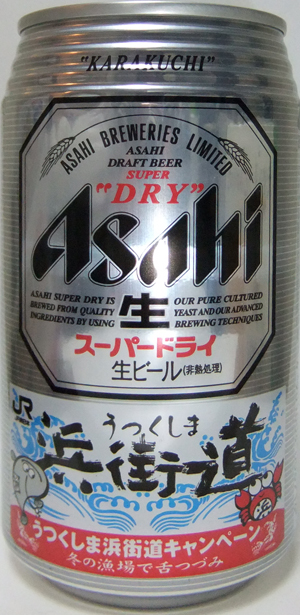 "KARAKUCHI"
ASAHI BREWERIES LIMITED
ASAHI
DRAFT BEER
SUPER
"DRY"
Asahi
ASAHI SUPER DRY IS
BREWED FROM QUALITY
INGREDIENTS BY USING
生
OUR PURE CULTURED
YEAST AND OUR ADVANCED
BREWING TECHNIQUES
スーパードライ
生ビール(非熱処理)
JR
うつくしま
浜街道
うつくしま浜街道キャンペーン
冬の漁場で舌つづみ